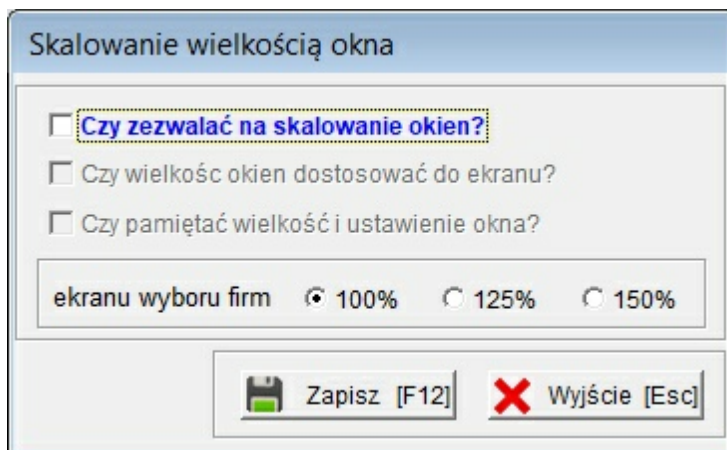 Skalowanie wielkością okna
Czy zezwalać na skalowanie okien?
Czy wielkośc okien dostosować do ekranu?
Czy pamiętać wielkość i ustawienie okna?
ekranu wyboru firm 100% 125% 150%
Zapisz [F12] Wyjście [Esc]